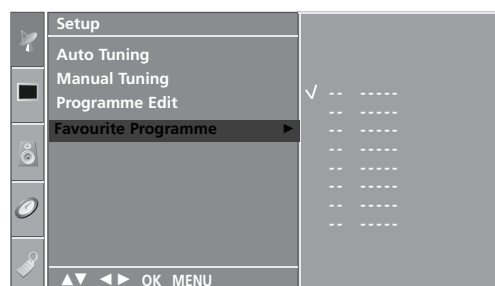 Setup
Auto Tuning
Manual Tuning
Programme Edit
Favourite Programme ►
√ -- -----
-- -----
-- -----
-- -----
-- -----
-- -----
-- -----
-- -----
▲▼ ◄► OK MENU